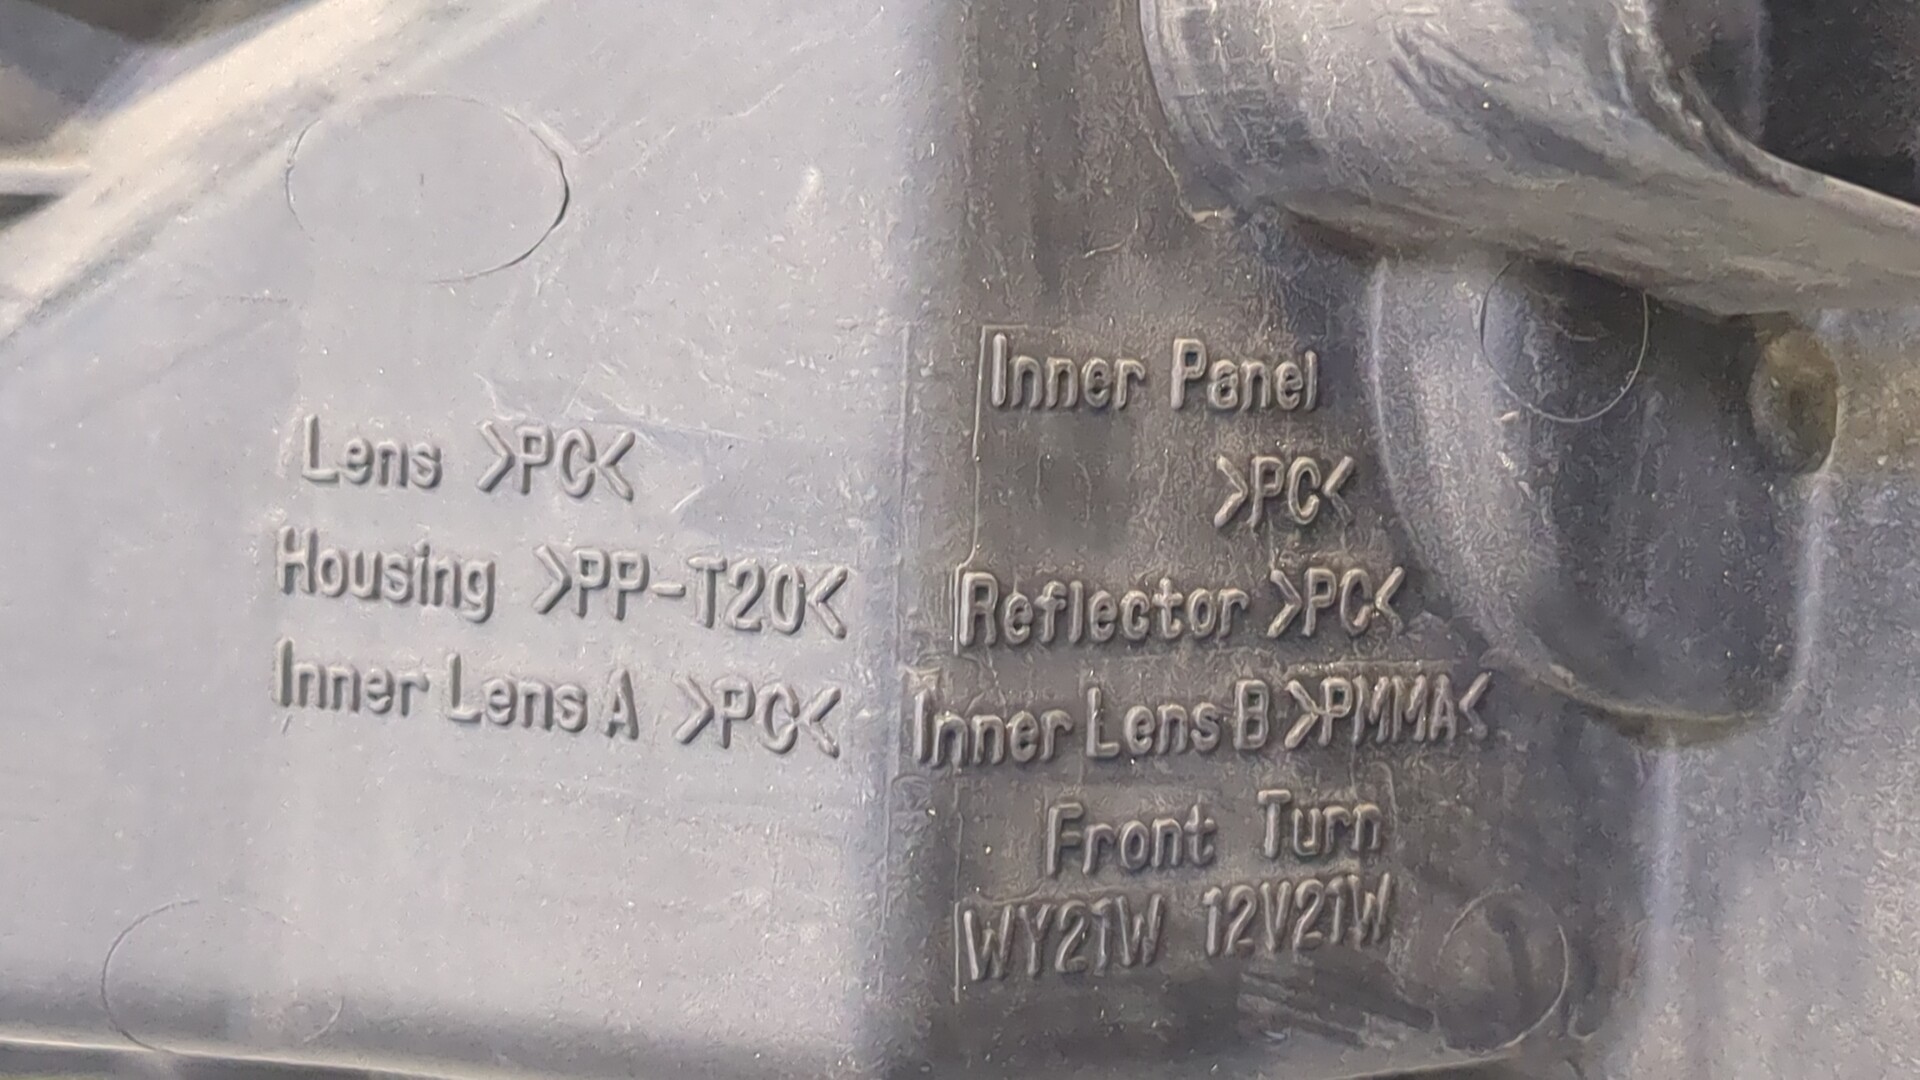 Lens >PC<
Housing >PP-T20<
Inner Lens A >PC<
Inner Panel
>PC<
Reflector >PC<
Inner Lens B >PMMA<
Front Turn
WY21W 12V21W